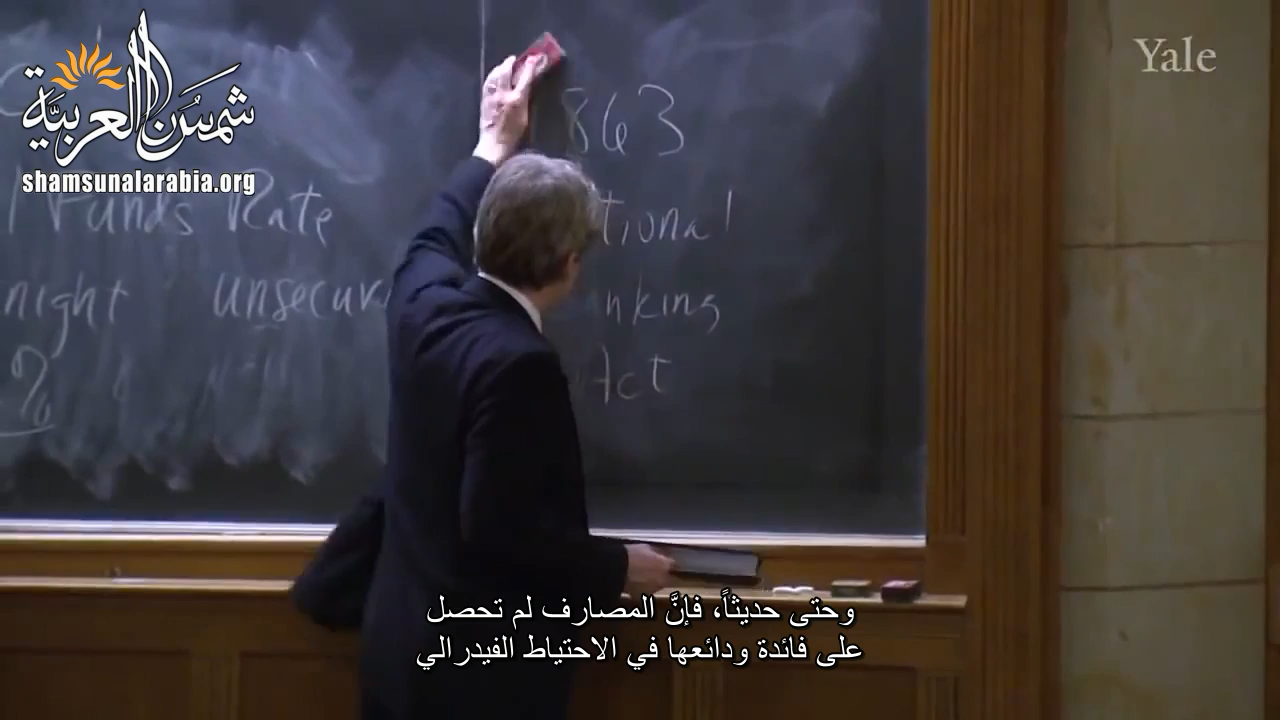 شمس العربية
shamsunalarabia.org
Yale
Funds Rate
night unsecur
%
863
tional
nking
Act
وحتى حديثاً، فإنَّ المصارف لم تحصل
على فائدة ودائعها في الاحتياط الفيدرالي